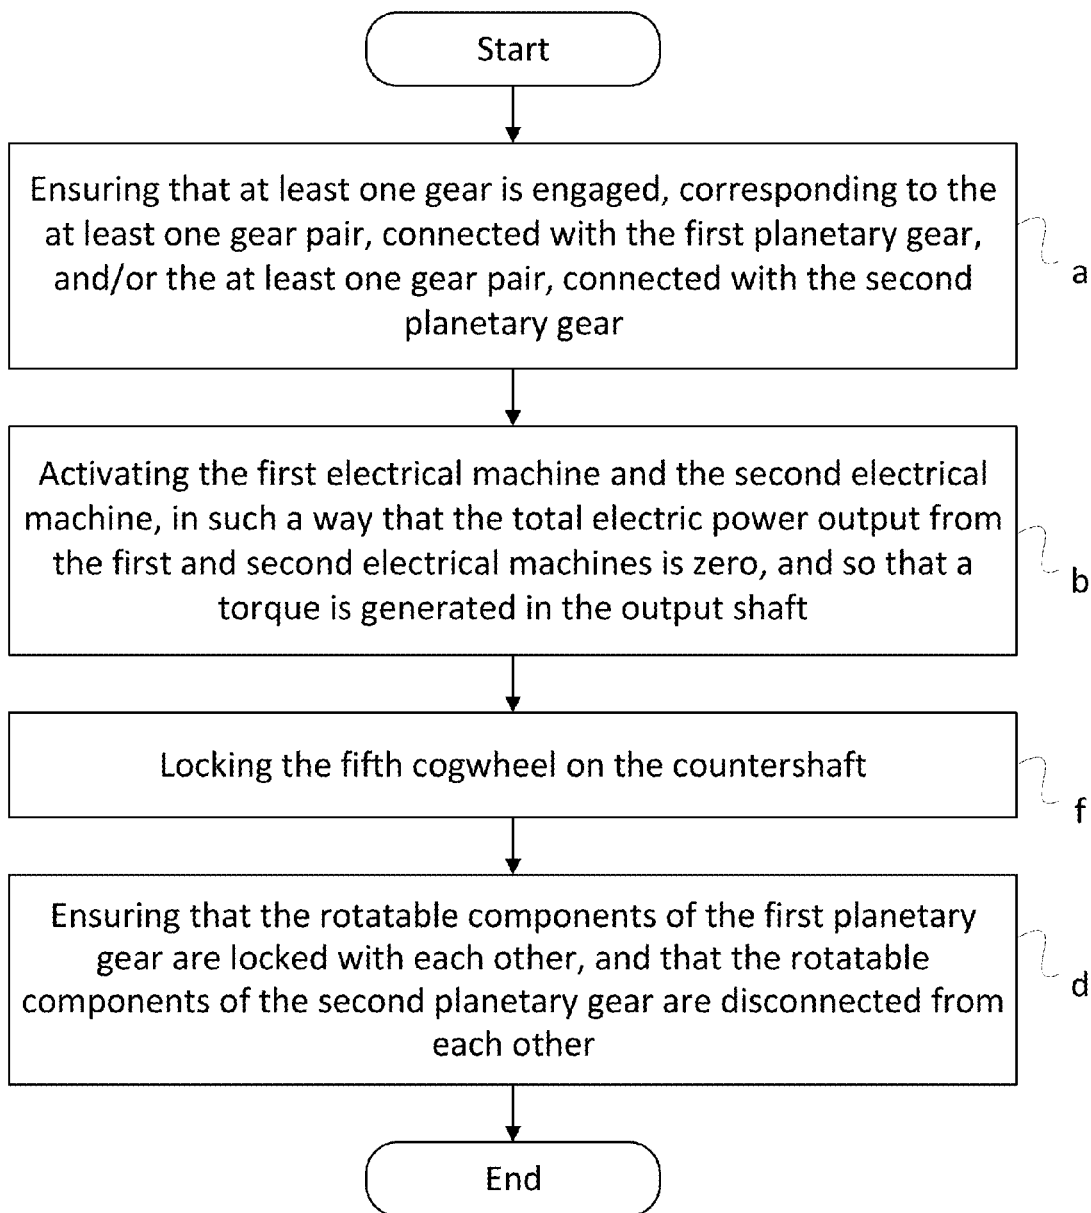 Start
Ensuring that at least one gear is engaged, corresponding to the
at least one gear pair, connected with the first planetary gear,
and/or the at least one gear pair, connected with the second
planetary gear
a
Activating the first electrical machine and the second electrical
machine, in such a way that the total electric power output from
the first and second electrical machines is zero, and so that a
torque is generated in the output shaft
b
Locking the fifth cogwheel on the countershaft
f
Ensuring that the rotatable components of the first planetary
gear are locked with each other, and that the rotatable
components of the second planetary gear are disconnected from
each other
d
End